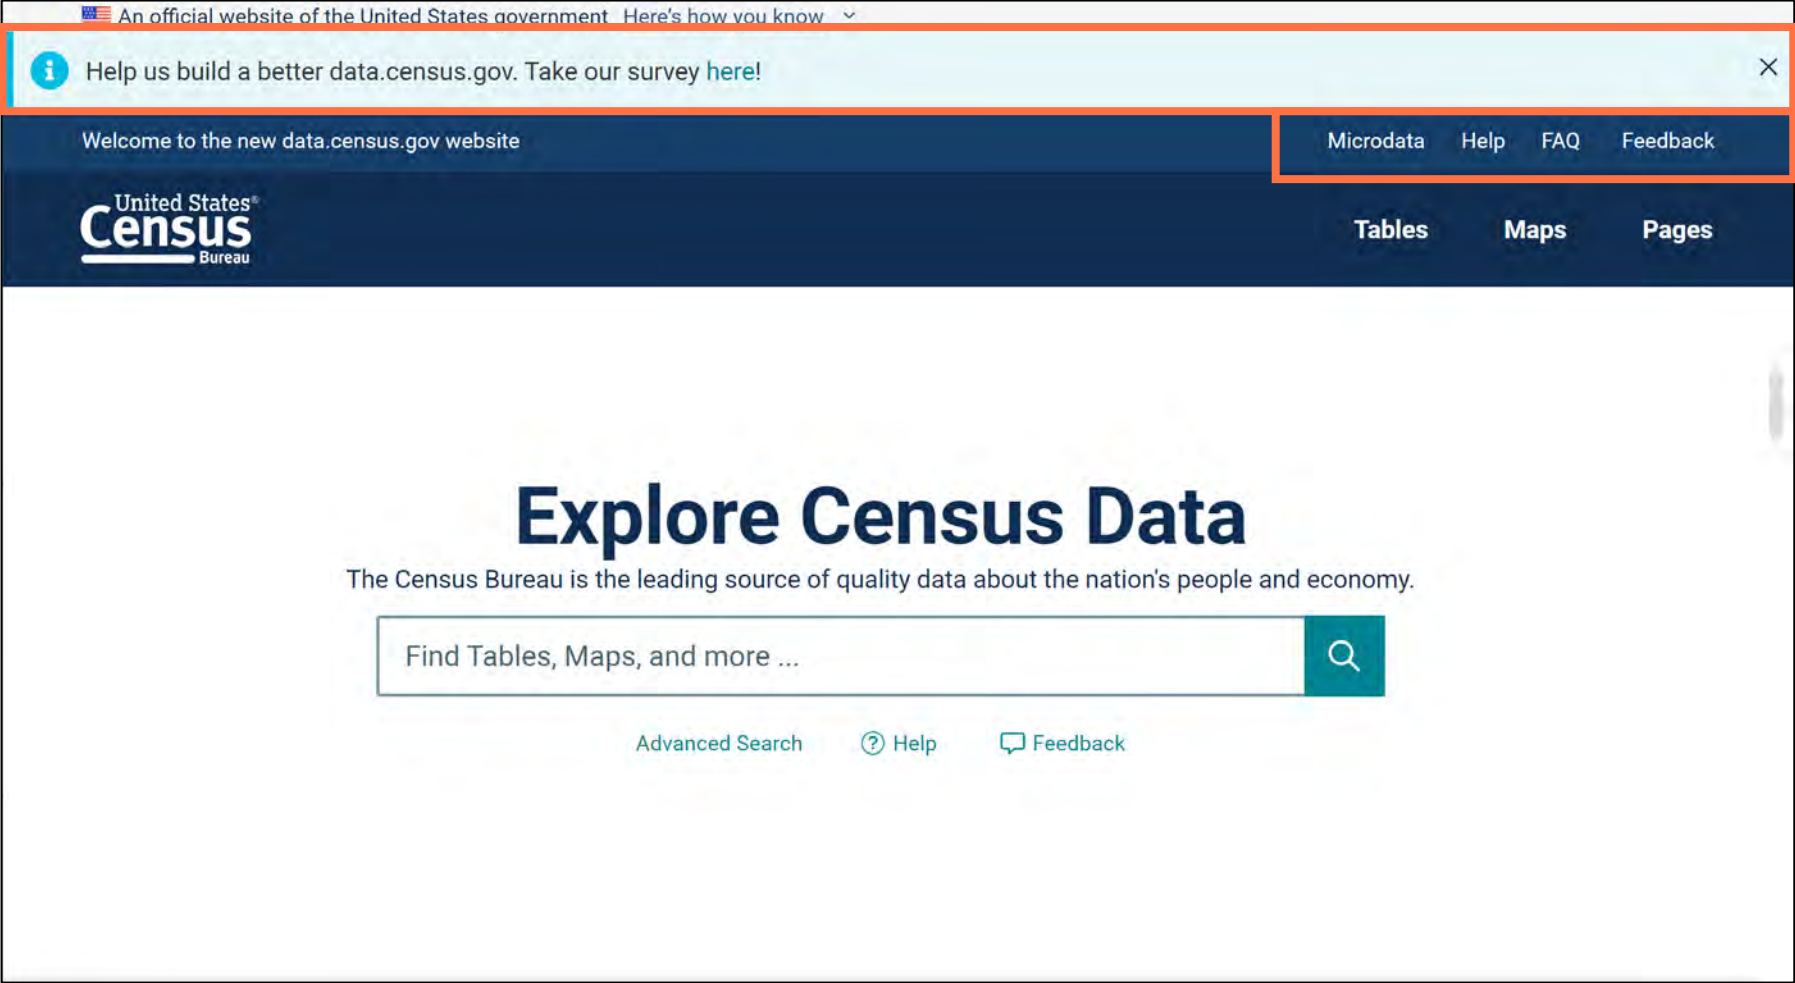 An official website of the United States government Here's how you know
Help us build a better data.census.gov. Take our survey here!
Welcome to the new data.census.gov website
Microdata Help FAQ Feedback
United States®
Census
Bureau
Tables Maps Pages
Explore Census Data
The Census Bureau is the leading source of quality data about the nation's people and economy.
Find Tables, Maps, and more ...
Advanced Search Help Feedback